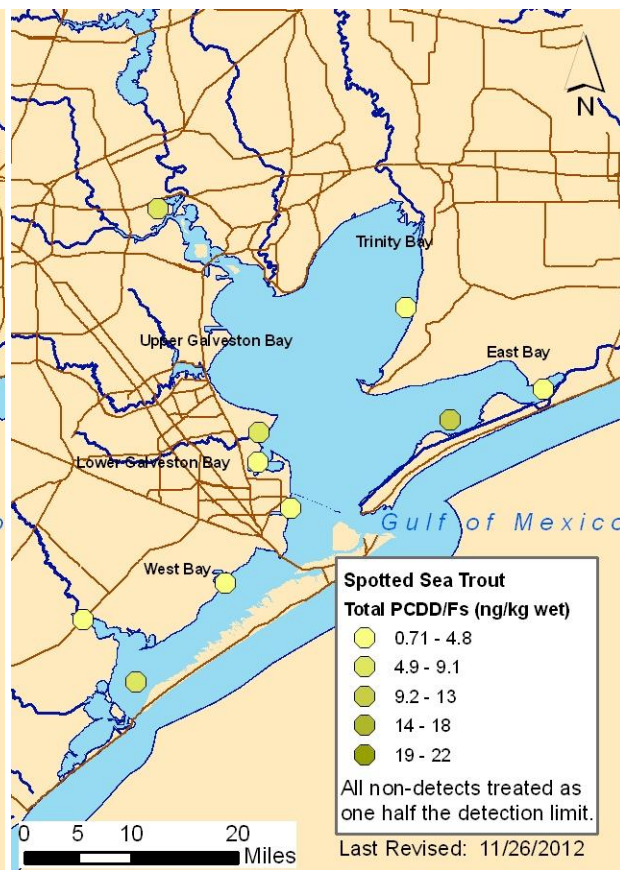 N
Trinity Bay
Upper Galveston Bay
East Bay
Lower Galveston Bay
Gulf of Mexico
West Bay
Spotted Sea Trout
Total PCDD/Fs (ng/kg wet)
0.71 - 4.8
4.9 - 9.1
9.2 - 13
14 - 18
19 - 22
All non-detects treated as
one half the detection limit.
0 5 10 20
Miles
Last Revised: 11/26/2012